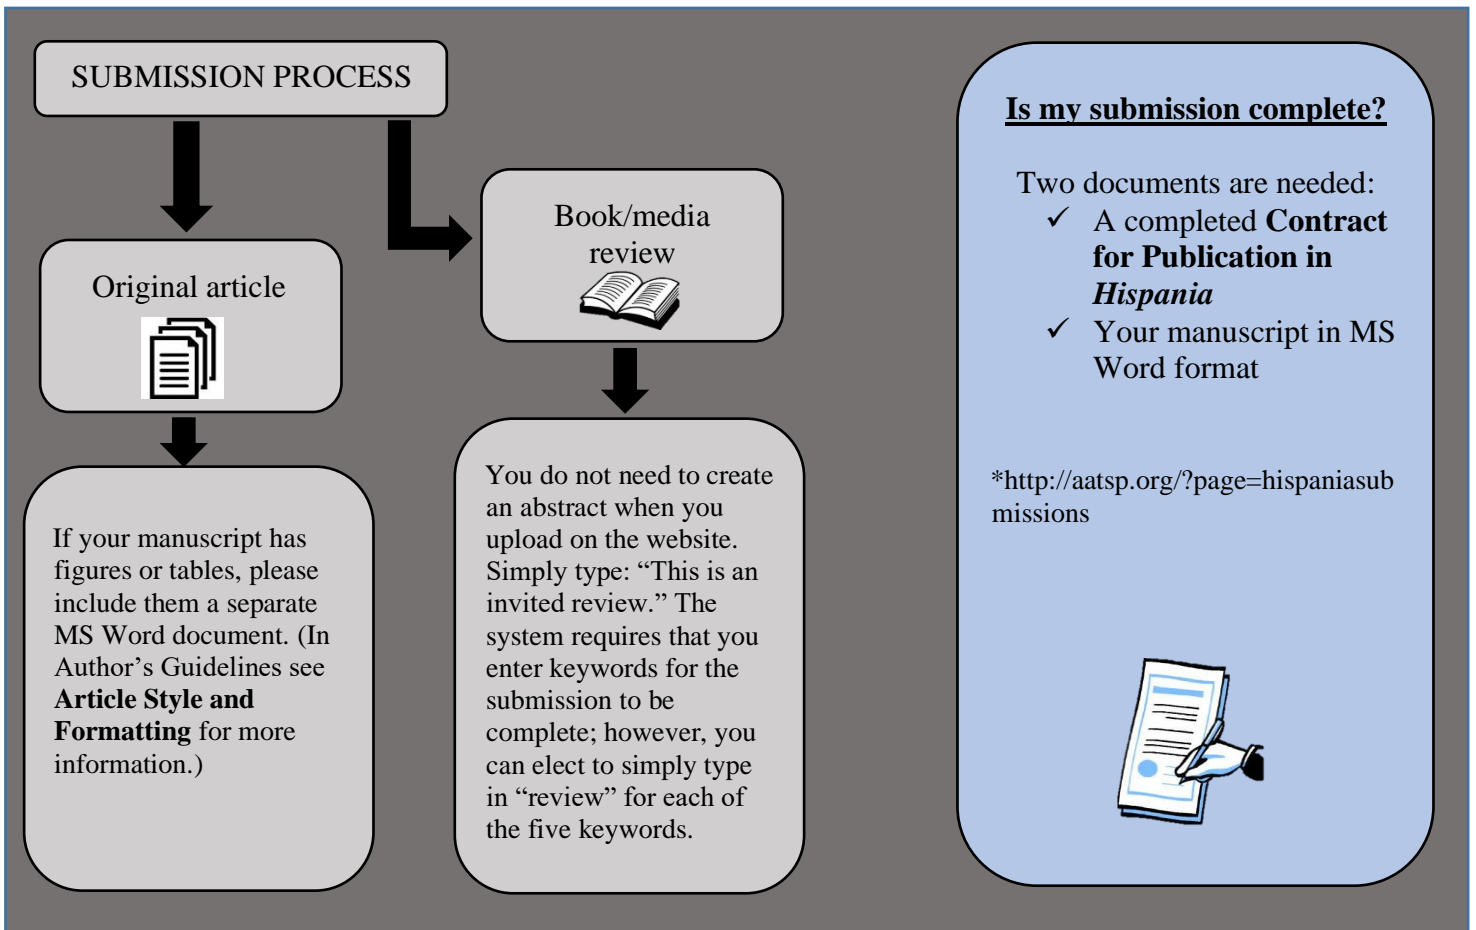 SUBMISSION PROCESS
Original article
If your manuscript has
figures or tables, please
include them a separate
MS Word document. (In
Author’s Guidelines see
Article Style and
Formatting for more
information.)
Book/media
review
You do not need to create
an abstract when you
upload on the website.
Simply type: “This is an
invited review.” The
system requires that you
enter keywords for the
submission to be
complete; however, you
can elect to simply type
in “review” for each of
the five keywords.
Is my submission complete?
Two documents are needed:
✓ A completed Contract
for Publication in
Hispania
✓ Your manuscript in MS
Word format
*http://aatsp.org/?page=hispaniasub
missions